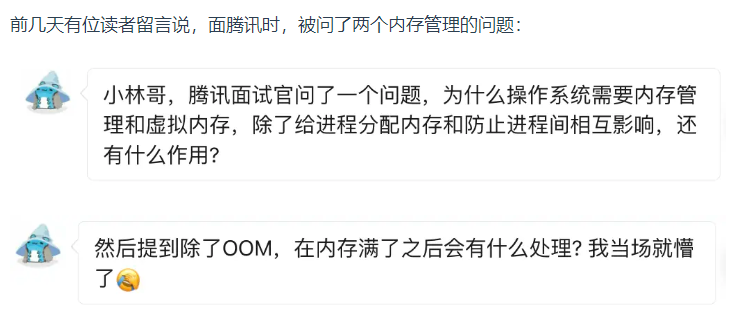 前几天有位读者留言说，面腾讯时，被问了两个内存管理的问题：
小林哥，腾讯面试官问了一个问题，为什么操作系统需要内存管
理和虚拟内存，除了给进程分配内存和防止进程间相互影响，还
有什么作用？
然后提到除了OOM，在内存满了之后会有什么处理? 我当场就懵
了😂